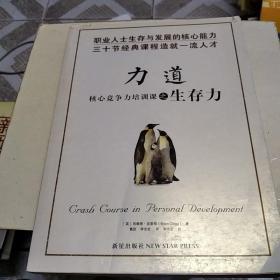 职业人士生存与发展的核心能力
三十节经典课程造就一流人才
力道
核心竞争力培训课之生存力
Crash Course in Personal Development
新星出版社 NEW STAR PRESS